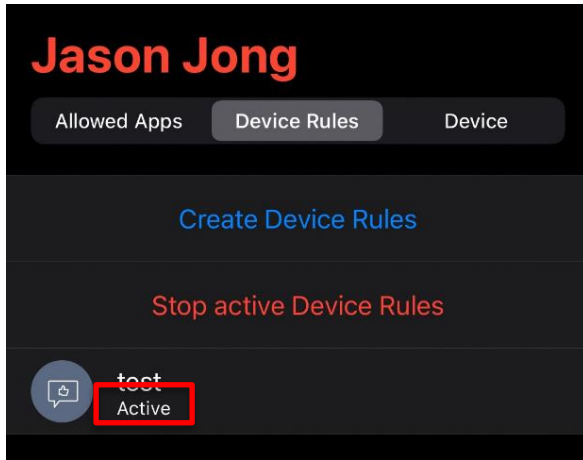 Jason Jong
Allowed Apps Device Rules Device
Create Device Rules
Stop active Device Rules
test
Active